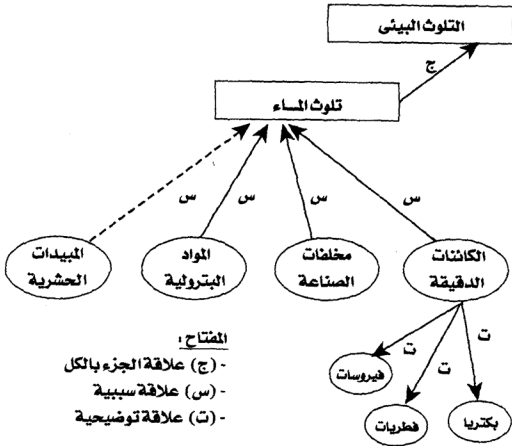 التلوث البيئى
ج
تلوث المـاء
س
س
س
س
المبيدات
الحشرية
المواد
البترولية
مخلفات
الصناعة
الكائنات
الدقيقة
ت
ت
ت
فيروسات
فطريات
بكتريا
المفتاح:
- (ج) علاقة الجزء بالكل
- (س) علاقة سببية
- (ت) علاقة توضيحية